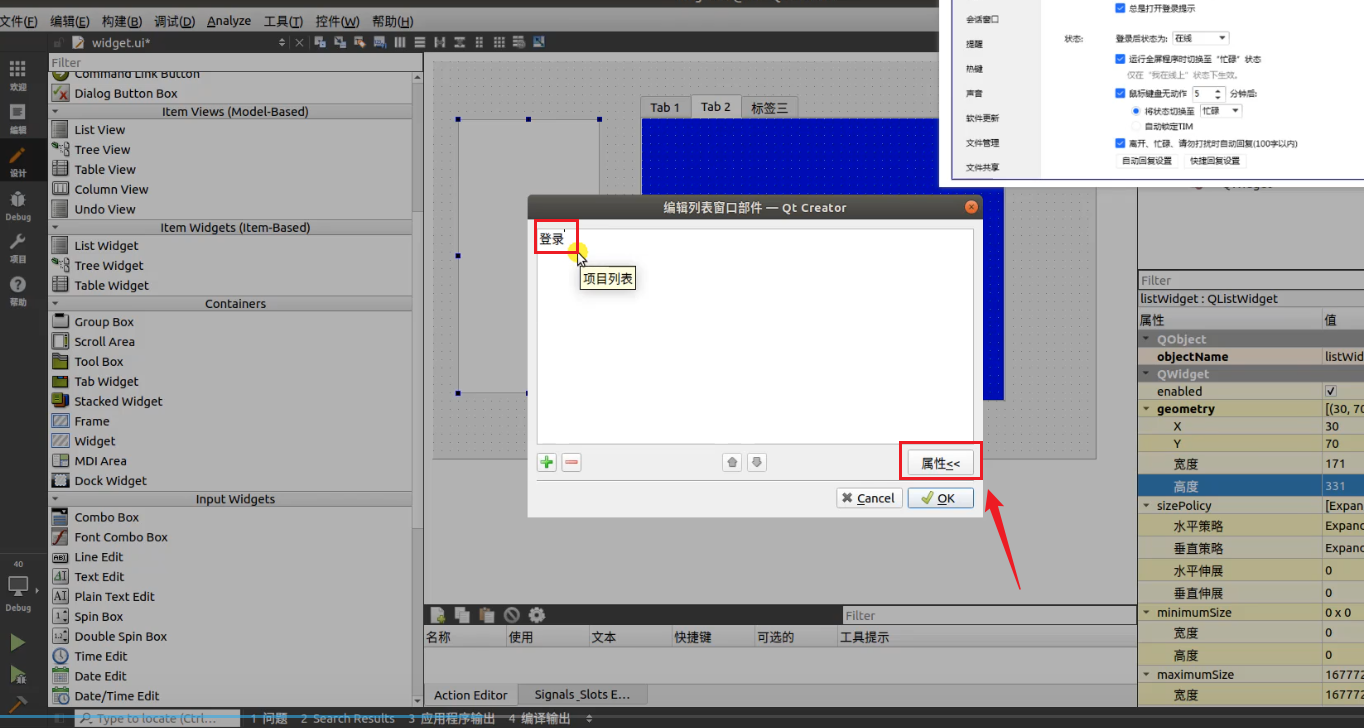 文件(F) 编辑(E) 构建(B) 调试(D) Analyze 工具(T) 控件(W) 帮助(H)
widget.ui*
欢迎
编辑
设计
Debug
项目
帮助
40
Debug
Filter
Command Link Button
Dialog Button Box
Item Views (Model-Based)
List View
Tree View
Table View
Column View
Undo View
Item Widgets (Item-Based)
List Widget
Tree Widget
Table Widget
Containers
Group Box
Scroll Area
Tool Box
Tab Widget
Stacked Widget
Frame
Widget
MDI Area
Dock Widget
Input Widgets
Combo Box
Font Combo Box
Line Edit
Text Edit
Plain Text Edit
Spin Box
Double Spin Box
Time Edit
Date Edit
Date/Time Edit
Tab 1 Tab 2 标签三
编辑列表窗口部件 — Qt Creator
登录
项目列表
属性<<
Cancel OK
会话窗口
提醒
热键
声音
软件更新
文件管理
文件共享
总是打开登录提示
状态: 登录后状态为: 在线
运行全屏程序时切换至“忙碌”状态
仅在“我在线上”状态下生效。
鼠标键盘无动作 5 分钟后:
将状态切换至 忙碌
自动锁定TIM
离开、忙碌、请勿打扰时自动回复(100字以内)
自动回复设置 快捷回复设置
Filter
listWidget : QListWidget
属性 值
QObject
objectName listWid
QWidget
enabled
geometry [(30, 70
X 30
Y 70
宽度 171
高度 331
sizePolicy [Expan
水平策略 Expand
垂直策略 Expand
水平伸展 0
垂直伸展 0
minimumSize 0 x 0
宽度 0
高度 0
maximumSize 167772
宽度 167772
Filter
名称 使用 文本 快捷键 可选的 工具提示
Action Editor Signals_Slots E...
Type to locate (Ctrl... 1 问题 2 Search Results 3 应用程序输出 4 编译输出